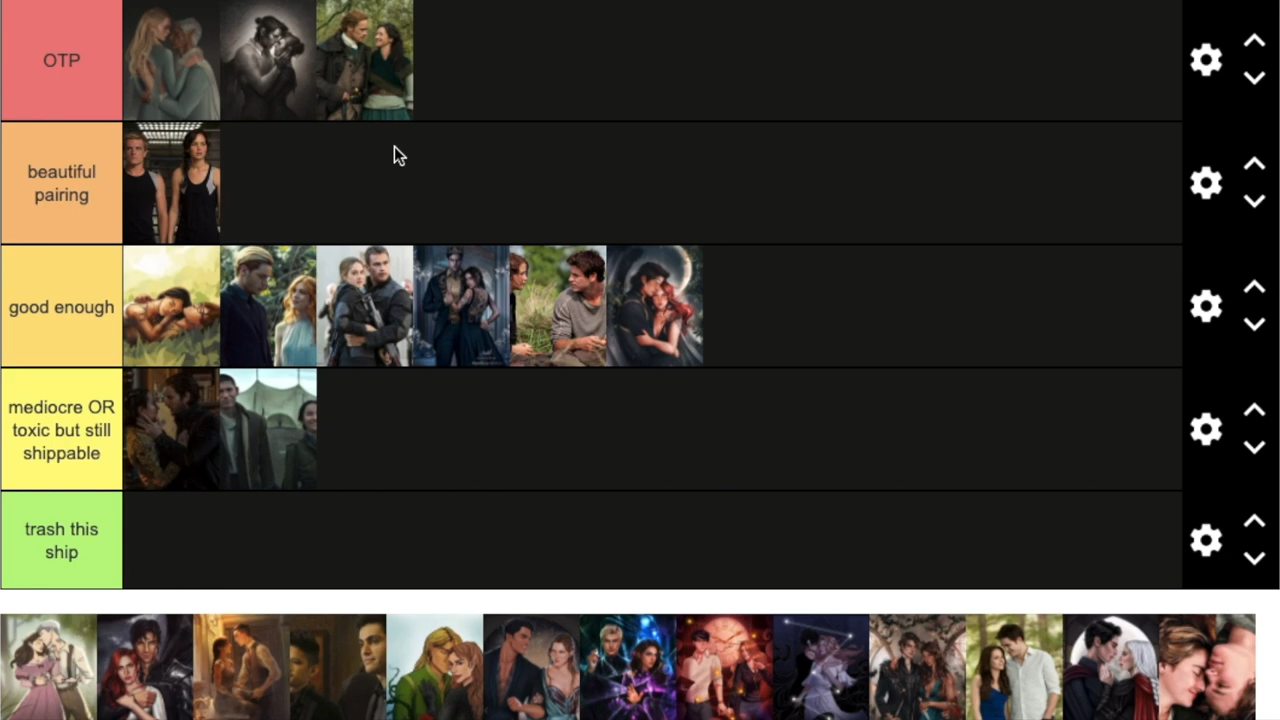 OTP
beautiful
pairing
good enough
mediocre OR
toxic but still
shippable
trash this
ship